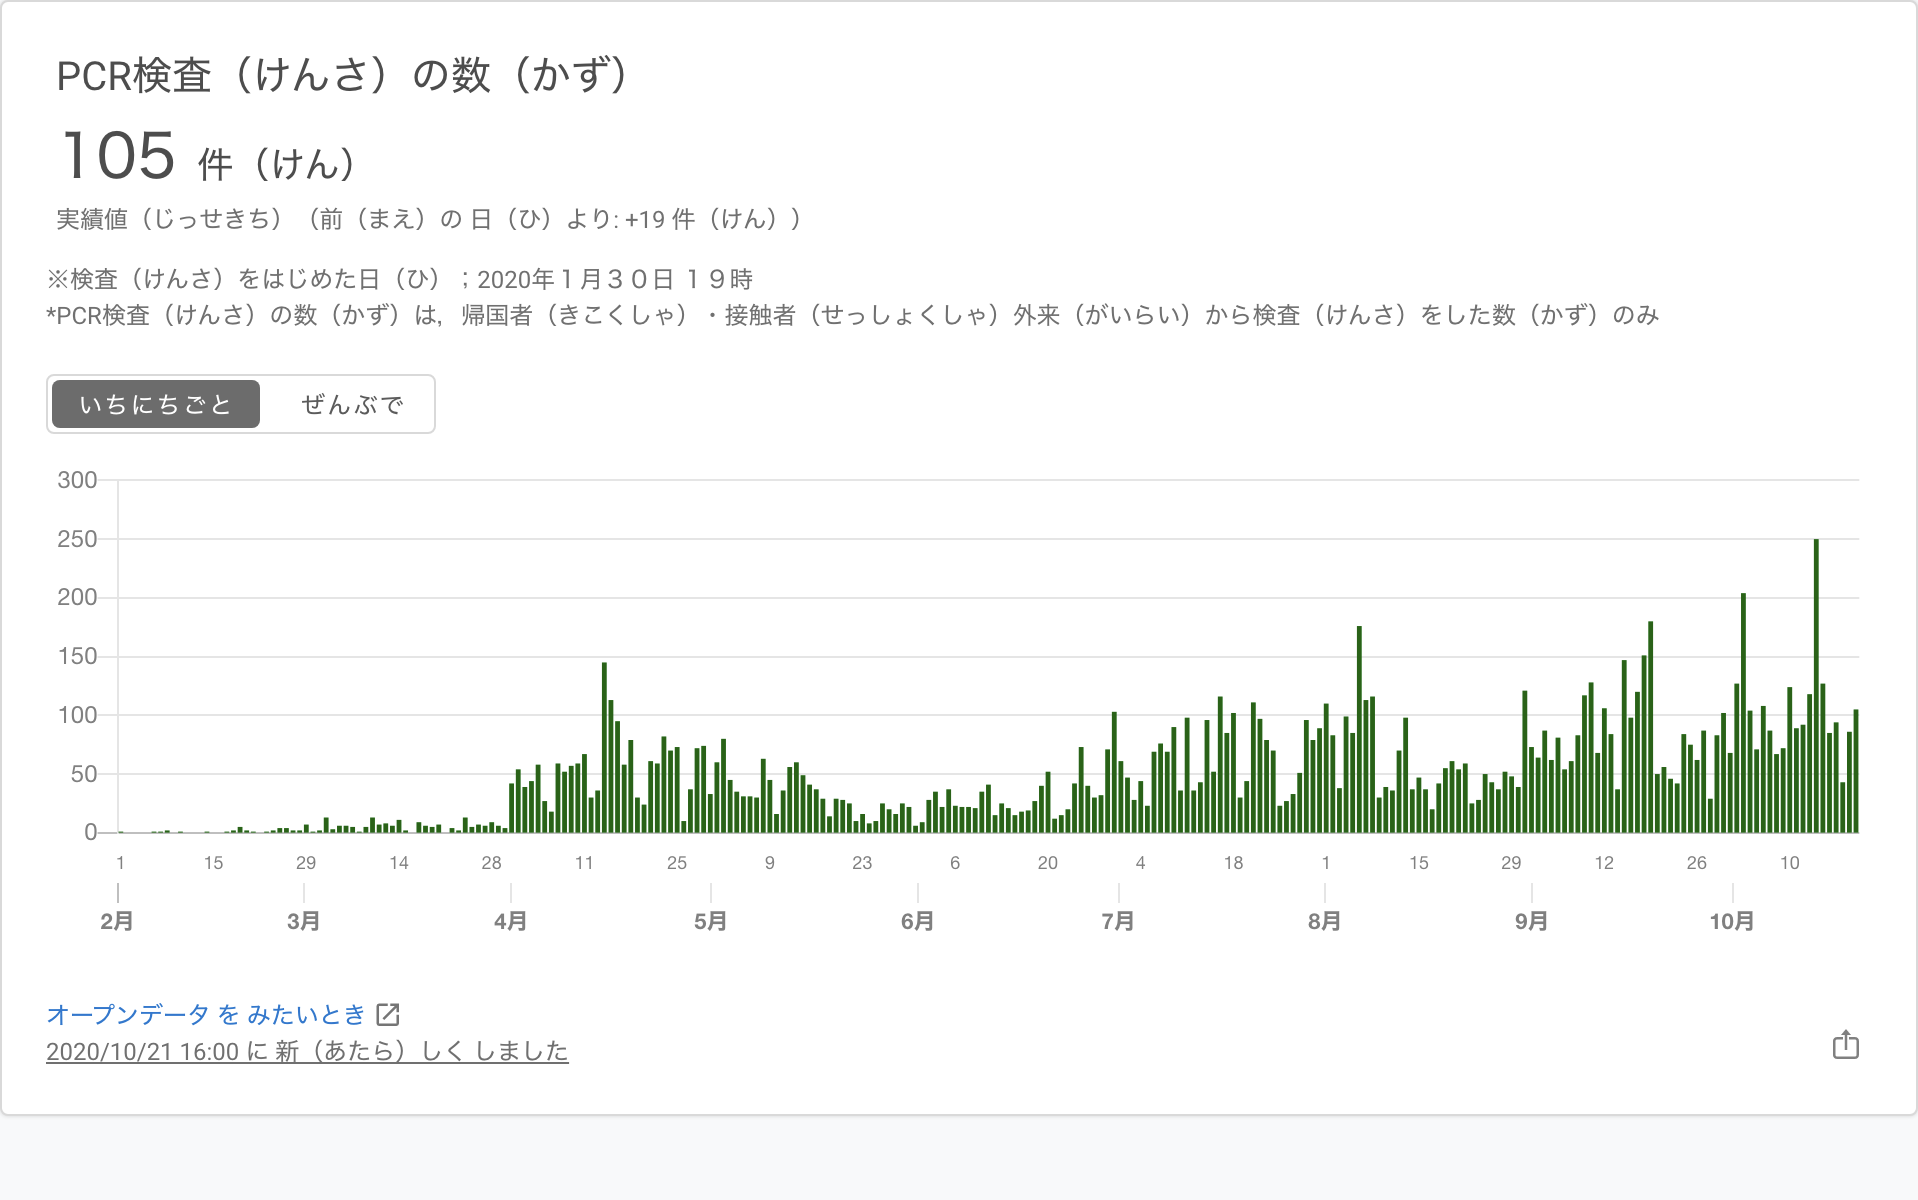 PCR検査（けんさ）の数（かず）
105 件（けん）
実績値（じっせきち）（前（まえ）の 日（ひ）より: +19 件（けん））
※検査（けんさ）をはじめた日（ひ）；2020年１月３０日 １９時
*PCR検査（けんさ）の数（かず）は，帰国者（きこくしゃ）・接触者（せっしょくしゃ）外来（がいらい）から検査（けんさ）をした数（かず）のみ
いちにちごと ぜんぶで
300
250
200
150
100
50
0
1 15 29 14 28 11 25 9 23 6 20 4 18 1 15 29 12 26 10
2月 3月 4月 5月 6月 7月 8月 9月 10月
オープンデータ を みたいとき
2020/10/21 16:00 に 新（あたら）しく しました